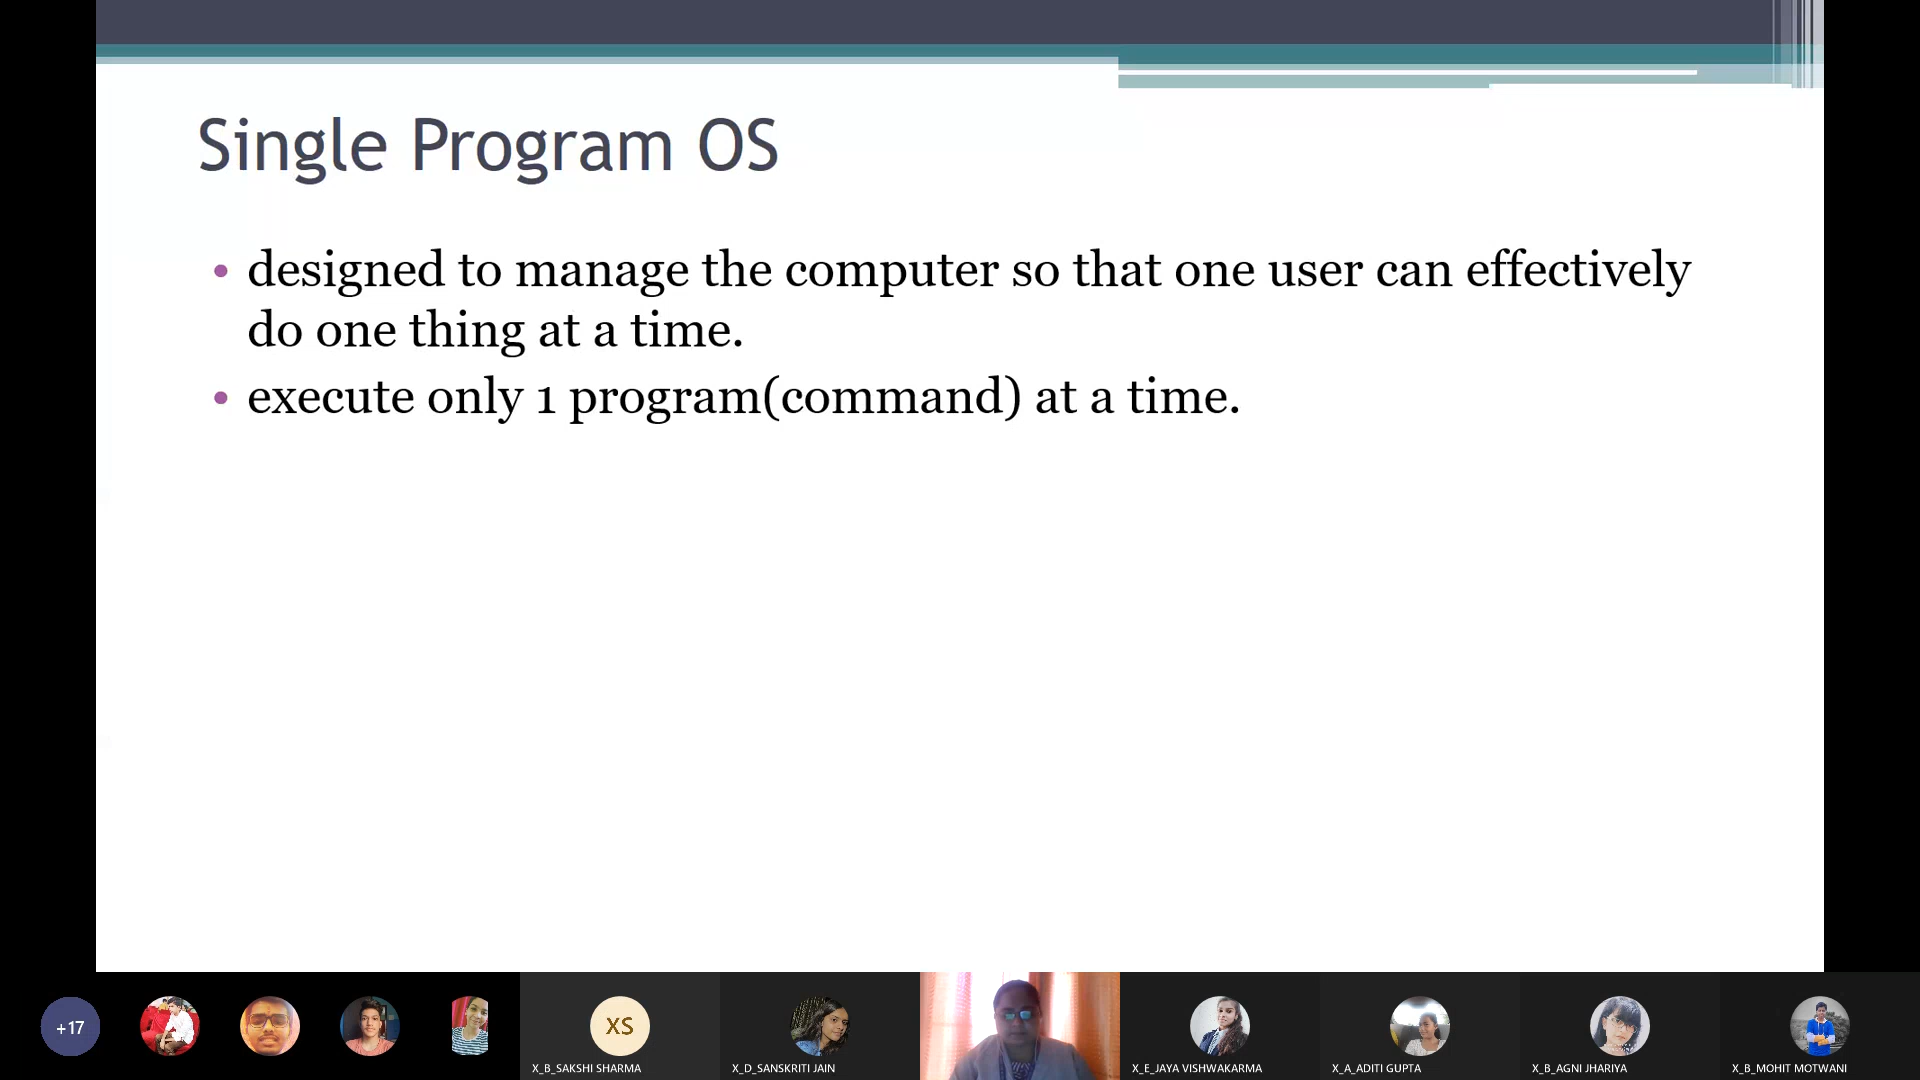 Single Program OS
• designed to manage the computer so that one user can effectively
do one thing at a time.
• execute only 1 program(command) at a time.
+17
XS
X_B_SAKSHI SHARMA
X_D_SANSKRITI JAIN
X_E_JAYA VISHWAKARMA
X_A_ADITI GUPTA
X_B_AGNI JHARIYA
X_B_MOHIT MOTWANI